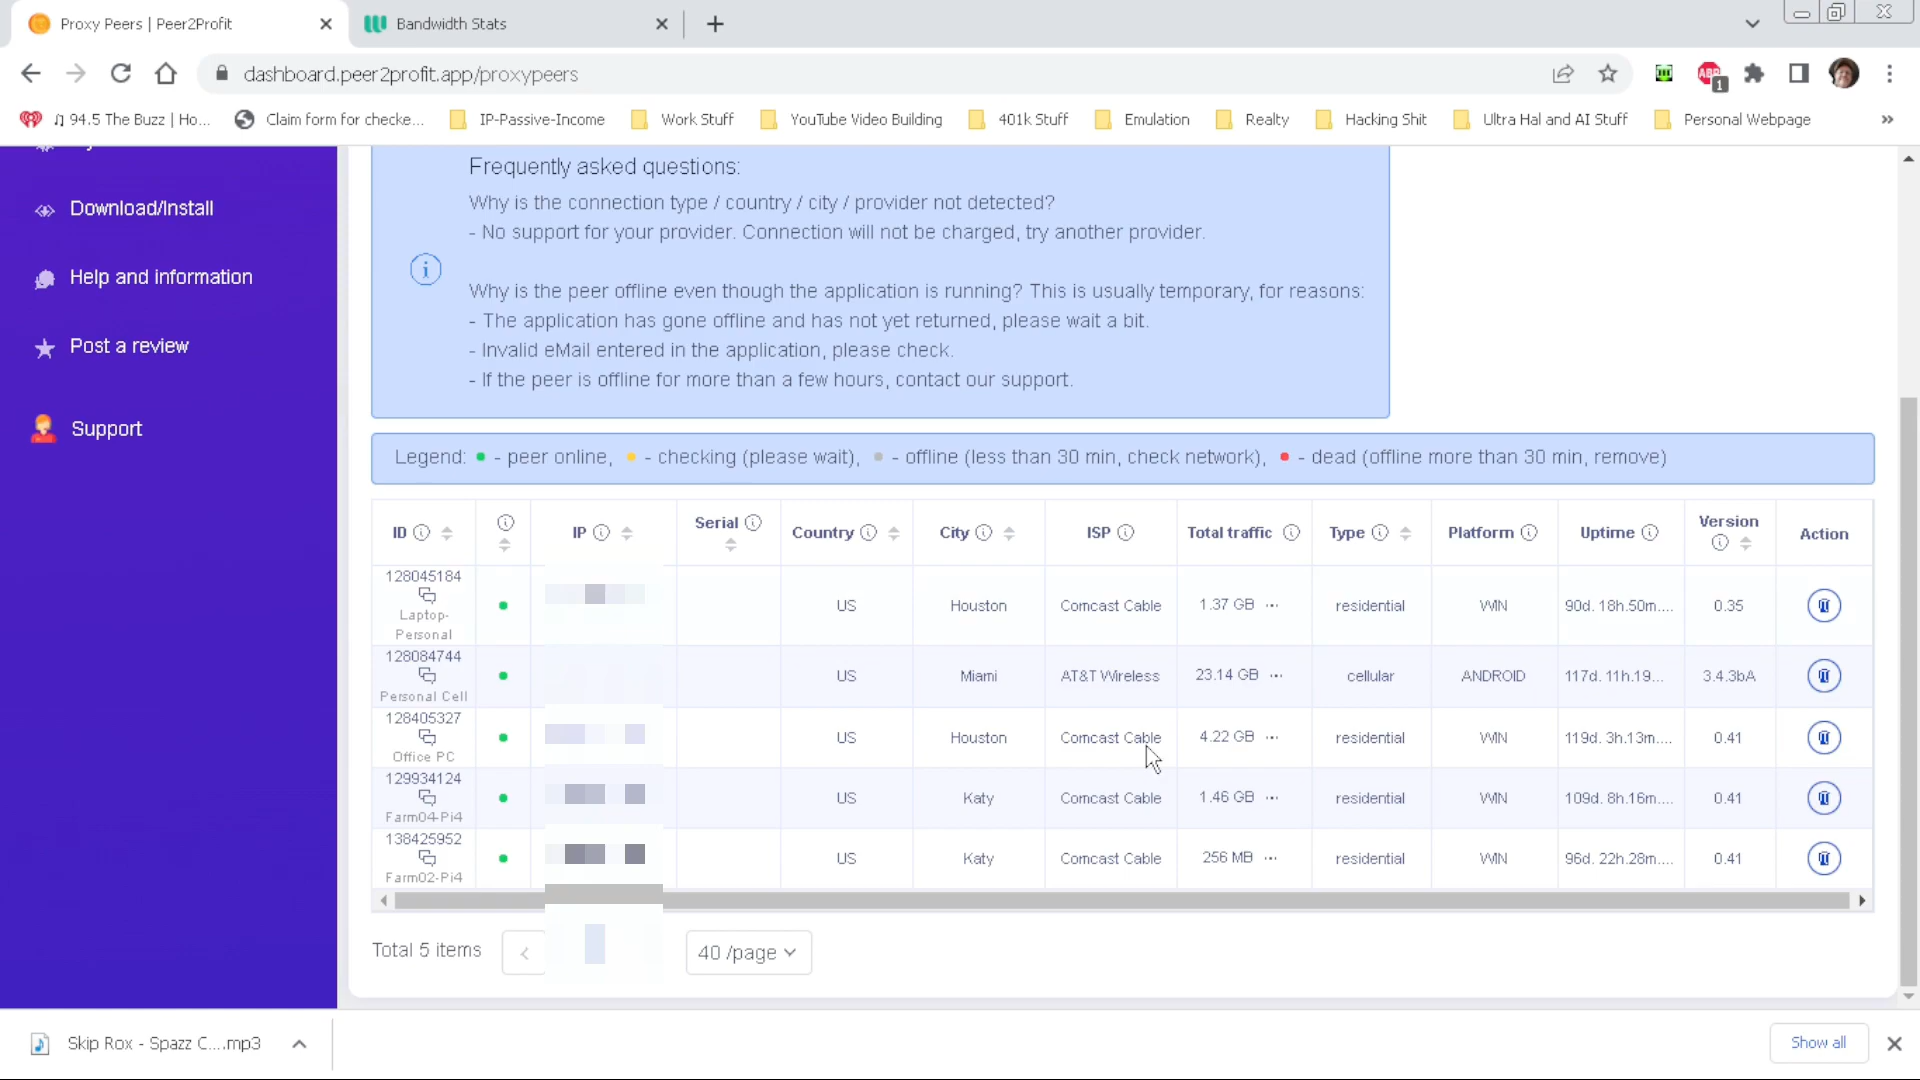 Proxy Peers | Peer2Profit
Bandwidth Stats
dashboard.peer2profit.app/proxypeers
ABP
1
♫ 94.5 The Buzz | Ho...
Claim form for checke...
IP-Passive-Income
Work Stuff
YouTube Video Building
401k Stuff
Emulation
Realty
Hacking Shit
Ultra Hal and AI Stuff
Personal Webpage
»
Download/Install
Help and information
Post a review
Support
Frequently asked questions:
Why is the connection type / country / city / provider not detected?
- No support for your provider. Connection will not be charged, try another provider.
Why is the peer offline even though the application is running? This is usually temporary, for reasons:
- The application has gone offline and has not yet returned, please wait a bit.
- Invalid eMail entered in the application, please check.
- If the peer is offline for more than a few hours, contact our support.
Legend: - peer online, - checking (please wait), - offline (less than 30 min, check network), - dead (offline more than 30 min, remove)
ID IP Serial Country City ISP Total traffic Type Platform Uptime Version Action
128045184
Laptop-
Personal
US Houston Comcast Cable 1.37 GB ... residential WIN 90d. 18h.50m.... 0.35
128084744
Personal Cell
US Miami AT&T Wireless 23.14 GB ... cellular ANDROID 117d. 11h.19... 3.4.3bA
128405327
Office PC
US Houston Comcast Cable 4.22 GB ... residential WIN 119d. 3h.13m.... 0.41
129934124
Farm04-Pi4
US Katy Comcast Cable 1.46 GB ... residential WIN 109d. 8h.16m.... 0.41
138425952
Farm02-Pi4
US Katy Comcast Cable 256 MB ... residential WIN 96d. 22h.28m.... 0.41
Total 5 items
40 /page
Skip Rox - Spazz C....mp3
Show all